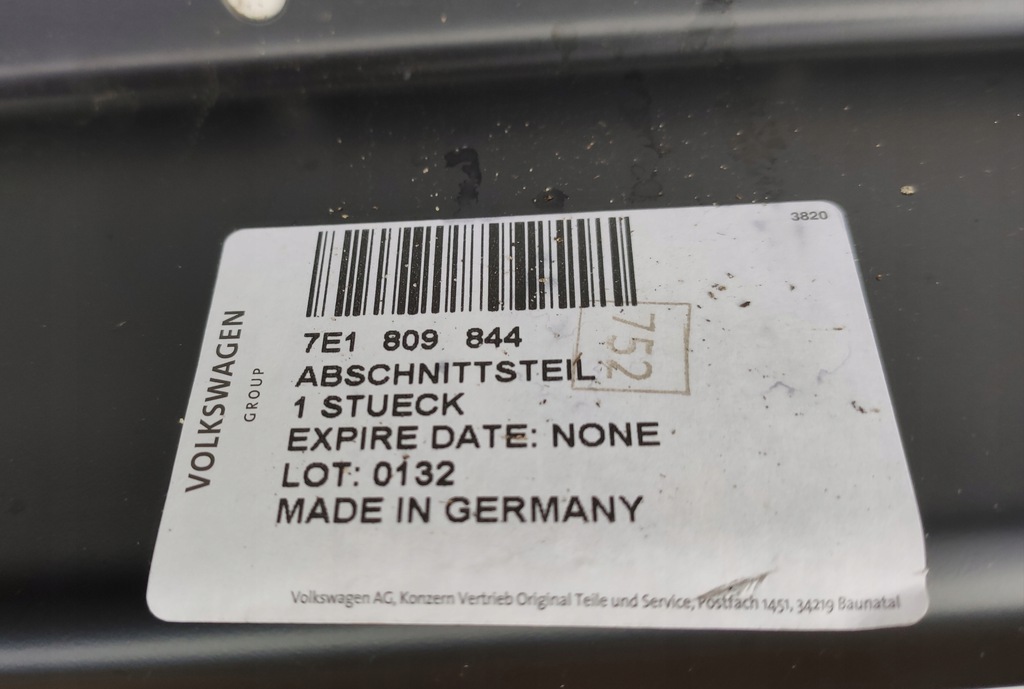 3820
7E1 809 844
752
ABSCHNITTSTEIL
1 STUECK
EXPIRE DATE: NONE
LOT: 0132
MADE IN GERMANY
VOLKSWAGEN
GROUP
Volkswagen AG, Konzern Vertrieb Original Teile und Service, Postfach 1451, 34219 Baunatal